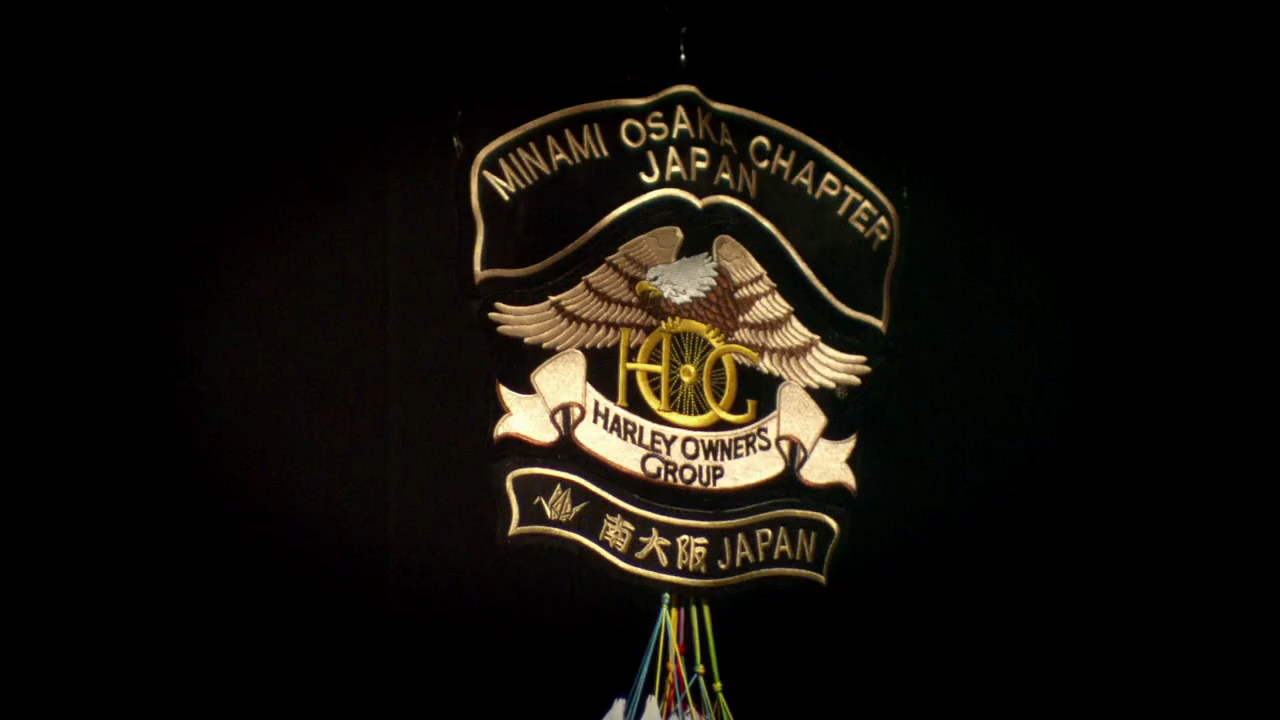 MINAMI OSAKA CHAPTER
JAPAN
HOG
HARLEY OWNERS
GROUP
南大阪 JAPAN